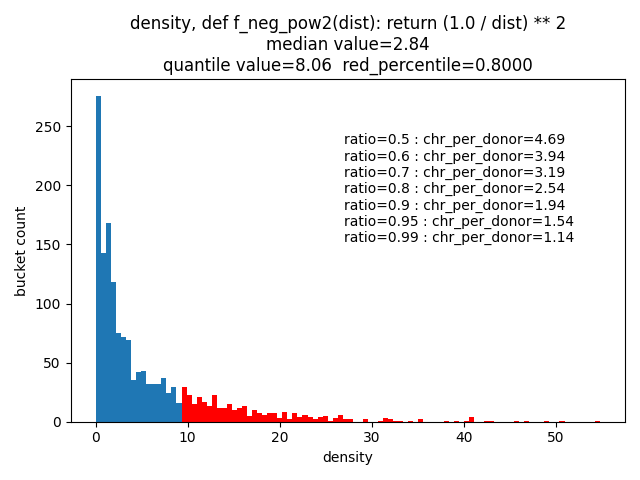 density, def f_neg_pow2(dist): return (1.0 / dist) ** 2
median value=2.84
quantile value=8.06  red_percentile=0.8000
250
200
150
100
50
0
bucket count
ratio=0.5 : chr_per_donor=4.69
ratio=0.6 : chr_per_donor=3.94
ratio=0.7 : chr_per_donor=3.19
ratio=0.8 : chr_per_donor=2.54
ratio=0.9 : chr_per_donor=1.94
ratio=0.95 : chr_per_donor=1.54
ratio=0.99 : chr_per_donor=1.14
0 10 20 30 40 50
density